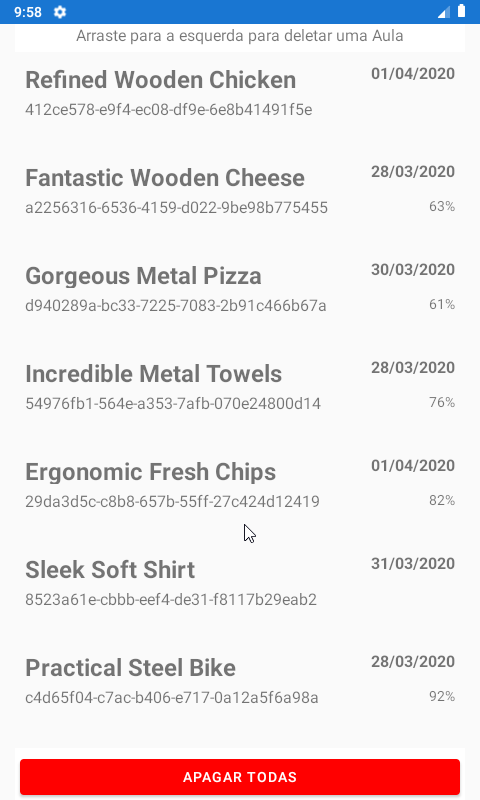 9:58
Arraste para a esquerda para deletar uma Aula
Refined Wooden Chicken 01/04/2020
412ce578-e9f4-ec08-df9e-6e8b41491f5e
Fantastic Wooden Cheese 28/03/2020
a2256316-6536-4159-d022-9be98b775455 63%
Gorgeous Metal Pizza 30/03/2020
d940289a-bc33-7225-7083-2b91c466b67a 61%
Incredible Metal Towels 28/03/2020
54976fb1-564e-a353-7afb-070e24800d14 76%
Ergonomic Fresh Chips 01/04/2020
29da3d5c-c8b8-657b-55ff-27c424d12419 82%
Sleek Soft Shirt 31/03/2020
8523a61e-cbbb-eef4-de31-f8117b29eab2
Practical Steel Bike 28/03/2020
c4d65f04-c7ac-b406-e717-0a12a5f6a98a 92%
APAGAR TODAS